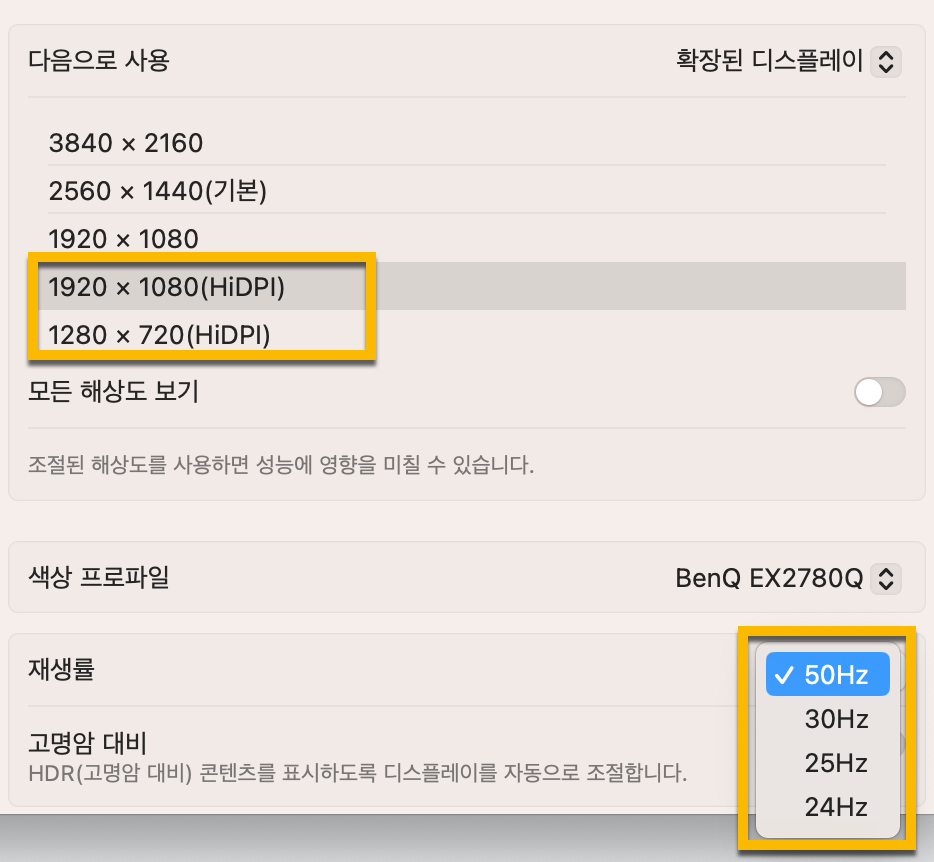 다음으로 사용 확장된 디스플레이
3840 × 2160
2560 × 1440(기본)
1920 × 1080
1920 × 1080(HiDPI)
1280 × 720(HiDPI)
모든 해상도 보기
조절된 해상도를 사용하면 성능에 영향을 미칠 수 있습니다.
색상 프로파일 BenQ EX2780Q
재생률
✓ 50Hz
30Hz
25Hz
24Hz
고명암 대비
HDR(고명암 대비) 콘텐츠를 표시하도록 디스플레이를 자동으로 조절합니다.